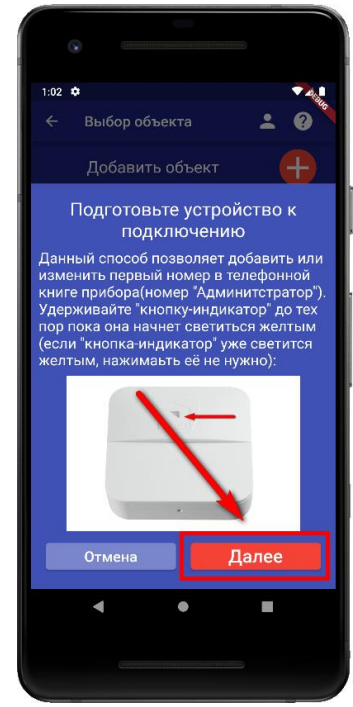 1:02
DEBUG
Выбор объекта
Добавить объект
Подготовьте устройство к
подключению
Данный способ позволяет добавить или
изменить первый номер в телефонной
книге прибора(номер "Админитстратор").
Удерживайте "кнопку-индикатор" до тех
пор пока она начнет светиться желтым
(если "кнопка-индикатор" уже светится
желтым, нажимаьть её не нужно):
Отмена
Далее